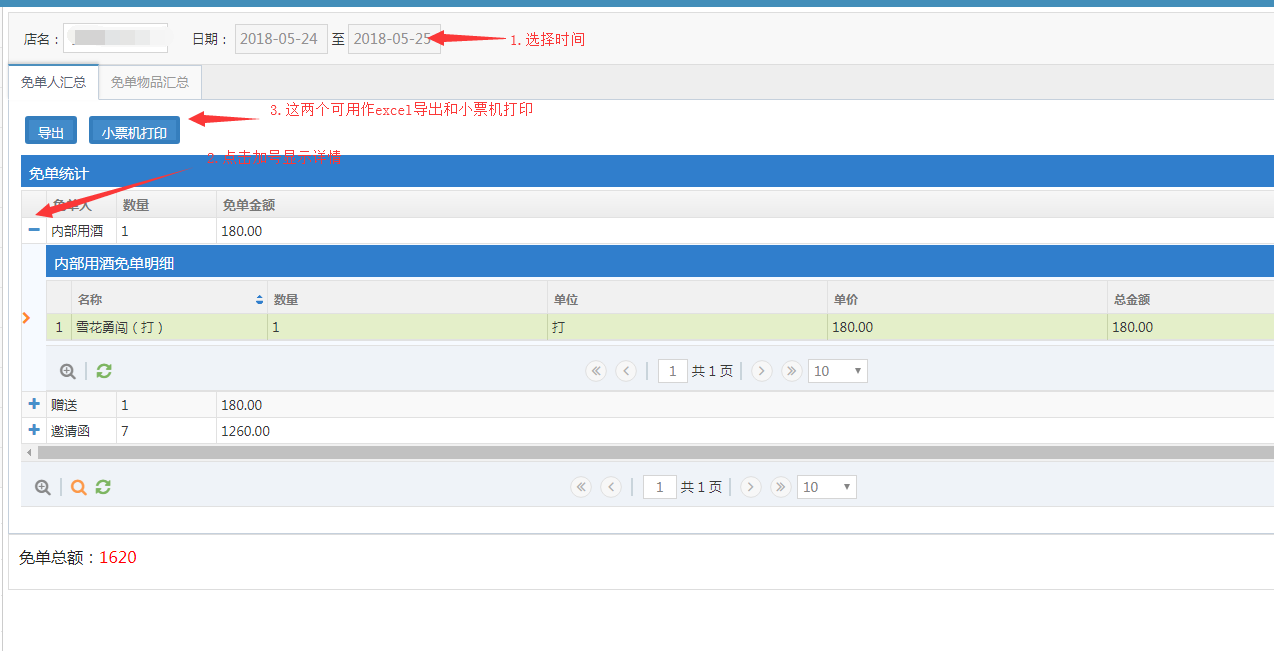 店名： 日期： 2018-05-24 至 2018-05-25 1. 选择时间
免单人汇总 免单物品汇总
3. 这两个可用作excel导出和小票机打印
导出 小票机打印
免单统计
免单人 数量 免单金额
内部用酒 1 180.00
内部用酒免单明细
名称 数量 单位 单价 总金额
1 雪花勇闯（打） 1 打 180.00 180.00
1 共 1 页 10
赠送 1 180.00
邀请函 7 1260.00
1 共 1 页 10
免单总额：1620